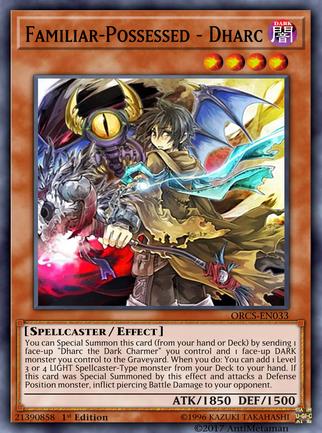 Familiar-Possessed - Dharc
DARK
闇
ORCS-EN033
[Spellcaster / Effect]
You can Special Summon this card (from your hand or Deck) by sending 1
face-up "Dharc the Dark Charmer" you control and 1 face-up DARK
monster you control to the Graveyard. When you do: You can add 1 Level
3 or 4 LIGHT Spellcaster-Type monster from your Deck to your hand. If
this card was Special Summoned by this effect and attacks a Defense
Position monster, inflict piercing Battle Damage to your opponent.
ATK/1850 DEF/1500
21390858 1st Edition
©1996 KAZUKI TAKAHASHI
©2017 AntiMetaman